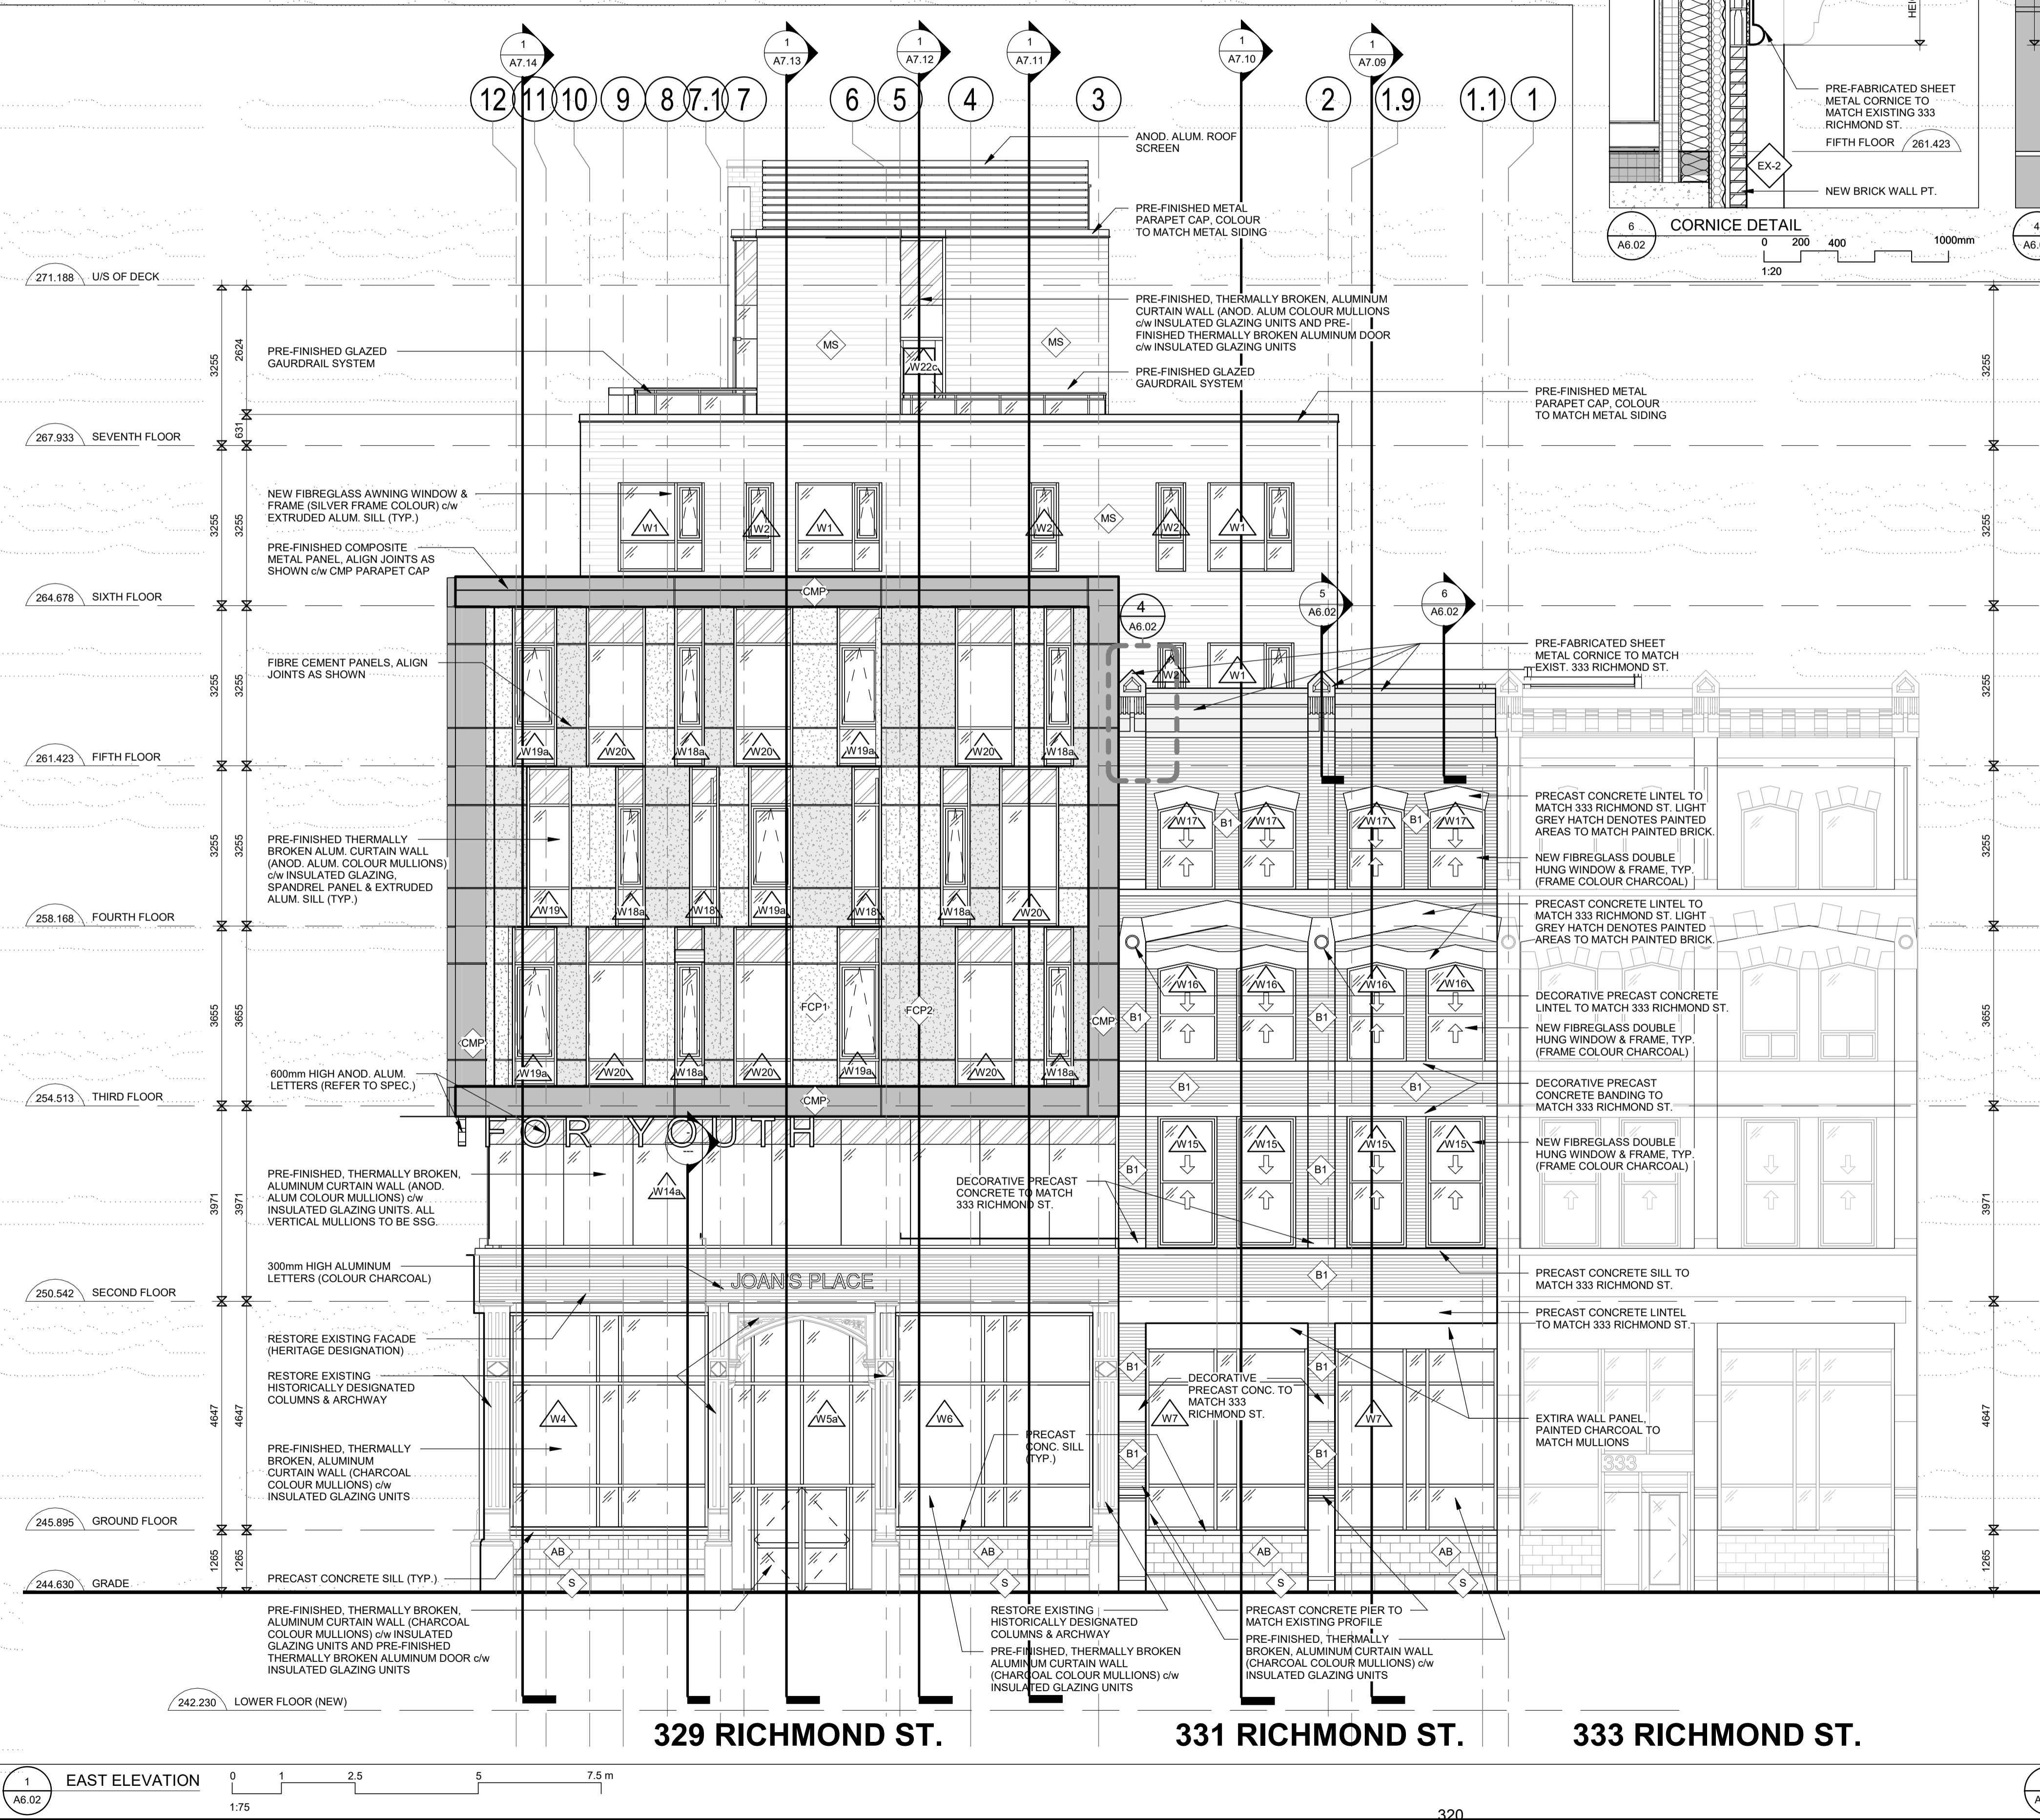 1
A7.14
1
A7.13
1
A7.12
1
A7.11
1
A7.10
1
A7.09
12
11
10
9
8
7.1
7
6
5
4
3
2
1.9
1.1
1
PRE-FABRICATED SHEET
METAL CORNICE TO
MATCH EXISTING 333
RICHMOND ST.
FIFTH FLOOR
261.423
EX-2
NEW BRICK WALL PT.
6
A6.02
CORNICE DETAIL
0
200
400
1000mm
1:20
4
ANOD. ALUM. ROOF
SCREEN
PRE-FINISHED METAL
PARAPET CAP, COLOUR
TO MATCH METAL SIDING
271.188
U/S OF DECK
PRE-FINISHED, THERMALLY BROKEN, ALUMINUM
CURTAIN WALL (ANOD. ALUM COLOUR MULLIONS
c/w INSULATED GLAZING UNITS AND PRE-
FINISHED THERMALLY BROKEN ALUMINUM DOOR
c/w INSULATED GLAZING UNITS
3255
2624
3255
PRE-FINISHED GLAZED
GAURDRAIL SYSTEM
MS
MS
W22c
PRE-FINISHED GLAZED
GAURDRAIL SYSTEM
PRE-FINISHED METAL
PARAPET CAP, COLOUR
TO MATCH METAL SIDING
631
267.933
SEVENTH FLOOR
NEW FIBREGLASS AWNING WINDOW &
FRAME (SILVER FRAME COLOUR) c/w
EXTRUDED ALUM. SILL (TYP.)
3255
3255
3255
W1
W2
W1
W2
MS
W2
W1
PRE-FINISHED COMPOSITE
METAL PANEL, ALIGN JOINTS AS
SHOWN c/w CMP PARAPET CAP
CMP
264.678
SIXTH FLOOR
4
A6.02
5
A6.02
6
A6.02
FIBRE CEMENT PANELS, ALIGN
JOINTS AS SHOWN
3255
3255
3255
W2
W1
PRE-FABRICATED SHEET
METAL CORNICE TO MATCH
EXIST. 333 RICHMOND ST.
W19a
W20
W18a
W20
W19a
W20
W18a
261.423
FIFTH FLOOR
PRECAST CONCRETE LINTEL TO
MATCH 333 RICHMOND ST. LIGHT
GREY HATCH DENOTES PAINTED
AREAS TO MATCH PAINTED BRICK.
W17
B1
W17
W17
B1
W17
PRE-FINISHED THERMALLY
BROKEN ALUM. CURTAIN WALL
(ANOD. ALUM. COLOUR MULLIONS)
c/w INSULATED GLAZING,
SPANDREL PANEL & EXTRUDED
ALUM. SILL (TYP.)
3255
3255
3255
NEW FIBREGLASS DOUBLE
HUNG WINDOW & FRAME, TYP.
(FRAME COLOUR CHARCOAL)
W19
W18a
W18
W19a
W18
W18a
W20
258.168
FOURTH FLOOR
PRECAST CONCRETE LINTEL TO
MATCH 333 RICHMOND ST. LIGHT
GREY HATCH DENOTES PAINTED
AREAS TO MATCH PAINTED BRICK.
W16
W16
W16
W16
DECORATIVE PRECAST CONCRETE
LINTEL TO MATCH 333 RICHMOND ST.
3655
3655
3655
FCP1
FCP2
CMP
B1
B1
CMP
NEW FIBREGLASS DOUBLE
HUNG WINDOW & FRAME, TYP.
(FRAME COLOUR CHARCOAL)
W19a
W20
W18a
W20
W19a
W20
W18a
600mm HIGH ANOD. ALUM.
LETTERS (REFER TO SPEC.)
B1
B1
DECORATIVE PRECAST
CONCRETE BANDING TO
MATCH 333 RICHMOND ST.
254.513
THIRD FLOOR
CMP
FOR YOUTH
W15
W15
W15
W15
NEW FIBREGLASS DOUBLE
HUNG WINDOW & FRAME, TYP.
(FRAME COLOUR CHARCOAL)
PRE-FINISHED, THERMALLY BROKEN,
ALUMINUM CURTAIN WALL (ANOD.
ALUM COLOUR MULLIONS) c/w
INSULATED GLAZING UNITS. ALL
VERTICAL MULLIONS TO BE SSG.
3971
3971
3971
W14a
DECORATIVE PRECAST
CONCRETE TO MATCH
333 RICHMOND ST.
B1
B1
300mm HIGH ALUMINUM
LETTERS (COLOUR CHARCOAL)
JOAN'S PLACE
B1
PRECAST CONCRETE SILL TO
MATCH 333 RICHMOND ST.
250.542
SECOND FLOOR
PRECAST CONCRETE LINTEL
TO MATCH 333 RICHMOND ST.
RESTORE EXISTING FACADE
(HERITAGE DESIGNATION)
RESTORE EXISTING
HISTORICALLY DESIGNATED
COLUMNS & ARCHWAY
B1
B1
DECORATIVE
PRECAST CONC. TO
MATCH 333
RICHMOND ST.
4647
4647
4647
W4
W5a
W6
W7
W7
EXTIRA WALL PANEL,
PAINTED CHARCOAL TO
MATCH MULLIONS
PRE-FINISHED, THERMALLY
BROKEN, ALUMINUM
CURTAIN WALL (CHARCOAL
COLOUR MULLIONS) c/w
INSULATED GLAZING UNITS
PRECAST
CONC. SILL
(TYP.)
B1
B1
333
245.895
GROUND FLOOR
1265
1265
1265
AB
AB
AB
AB
S
S
S
S
PRECAST CONCRETE SILL (TYP.)
244.630
GRADE
PRE-FINISHED, THERMALLY BROKEN,
ALUMINUM CURTAIN WALL (CHARCOAL
COLOUR MULLIONS) c/w INSULATED
GLAZING UNITS AND PRE-FINISHED
THERMALLY BROKEN ALUMINUM DOOR c/w
INSULATED GLAZING UNITS
RESTORE EXISTING
HISTORICALLY DESIGNATED
COLUMNS & ARCHWAY
PRE-FINISHED, THERMALLY BROKEN
ALUMINUM CURTAIN WALL
(CHARCOAL COLOUR MULLIONS) c/w
INSULATED GLAZING UNITS
PRECAST CONCRETE PIER TO
MATCH EXISTING PROFILE
PRE-FINISHED, THERMALLY
BROKEN, ALUMINUM CURTAIN WALL
(CHARCOAL COLOUR MULLIONS) c/w
INSULATED GLAZING UNITS
242.230
LOWER FLOOR (NEW)
329 RICHMOND ST.
331 RICHMOND ST.
333 RICHMOND ST.
1
A6.02
EAST ELEVATION
0
1
2.5
5
7.5 m
1:75
320